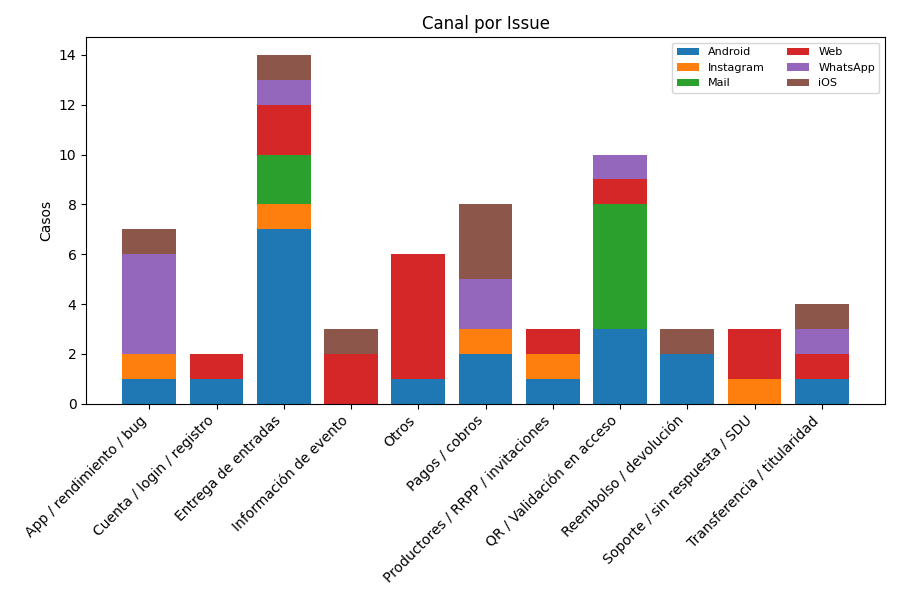 Canal por Issue
Casos
14
12
10
8
6
4
2
0
Android
Instagram
Mail
Web
WhatsApp
iOS
App / rendimiento / bug
Cuenta / login / registro
Entrega de entradas
Información de evento
Otros
Pagos / cobros
Productores / RRPP / invitaciones
QR / Validación en acceso
Reembolso / devolución
Soporte / sin respuesta / SDU
Transferencia / titularidad